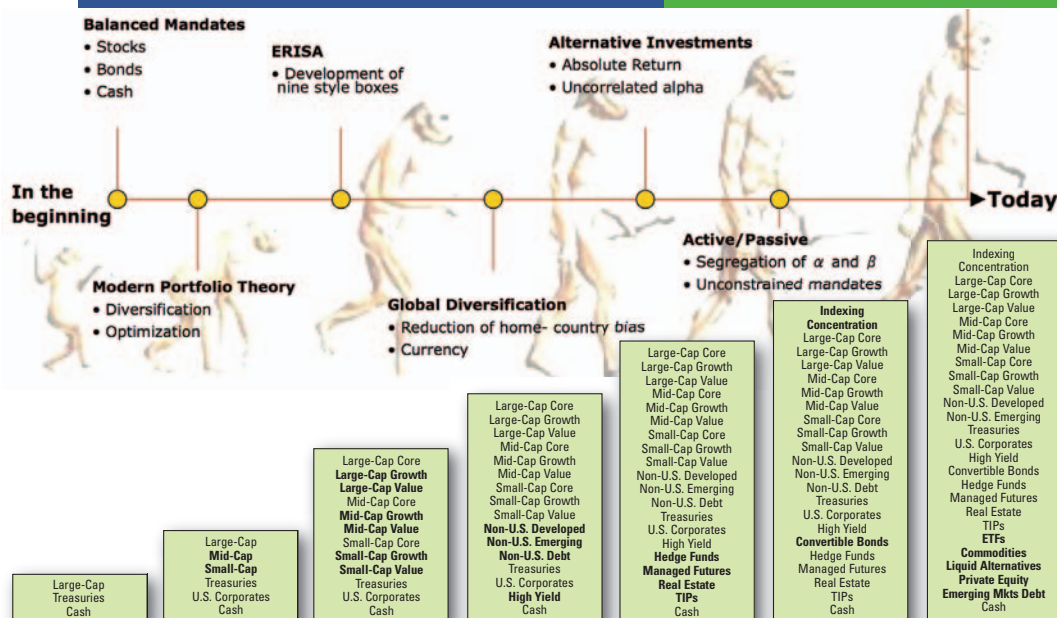 Balanced Mandates
• Stocks
• Bonds
• Cash
ERISA
• Development of
nine style boxes
Alternative Investments
• Absolute Return
• Uncorrelated alpha
In the
beginning
Today
Modern Portfolio Theory
• Diversification
• Optimization
Global Diversification
• Reduction of home- country bias
• Currency
Active/Passive
• Segregation of α and β
• Unconstrained mandates
Large-Cap
Treasuries
Cash
Large-Cap
Mid-Cap
Small-Cap
Treasuries
U.S. Corporates
Cash
Large-Cap Core
Large-Cap Growth
Large-Cap Value
Mid-Cap Core
Mid-Cap Growth
Mid-Cap Value
Small-Cap Core
Small-Cap Growth
Small-Cap Value
Treasuries
U.S. Corporates
Cash
Large-Cap Core
Large-Cap Growth
Large-Cap Value
Mid-Cap Core
Mid-Cap Growth
Mid-Cap Value
Small-Cap Core
Small-Cap Growth
Small-Cap Value
Non-U.S. Developed
Non-U.S. Emerging
Non-U.S. Debt
Treasuries
U.S. Corporates
High Yield
Cash
Large-Cap Core
Large-Cap Growth
Large-Cap Value
Mid-Cap Core
Mid-Cap Growth
Mid-Cap Value
Small-Cap Core
Small-Cap Growth
Small-Cap Value
Non-U.S. Developed
Non-U.S. Emerging
Non-U.S. Debt
Treasuries
U.S. Corporates
High Yield
Hedge Funds
Managed Futures
Real Estate
TIPs
Cash
Indexing
Concentration
Large-Cap Core
Large-Cap Growth
Large-Cap Value
Mid-Cap Core
Mid-Cap Growth
Mid-Cap Value
Small-Cap Core
Small-Cap Growth
Small-Cap Value
Non-U.S. Developed
Non-U.S. Emerging
Non-U.S. Debt
Treasuries
U.S. Corporates
High Yield
Convertible Bonds
Hedge Funds
Managed Futures
Real Estate
TIPs
Cash
Indexing
Concentration
Large-Cap Core
Large-Cap Growth
Large-Cap Value
Mid-Cap Core
Mid-Cap Growth
Mid-Cap Value
Small-Cap Core
Small-Cap Growth
Small-Cap Value
Non-U.S. Developed
Non-U.S. Emerging
Treasuries
U.S. Corporates
High Yield
Convertible Bonds
Hedge Funds
Managed Futures
Real Estate
TIPs
ETFs
Commodities
Liquid Alternatives
Private Equity
Emerging Mkts Debt
Cash